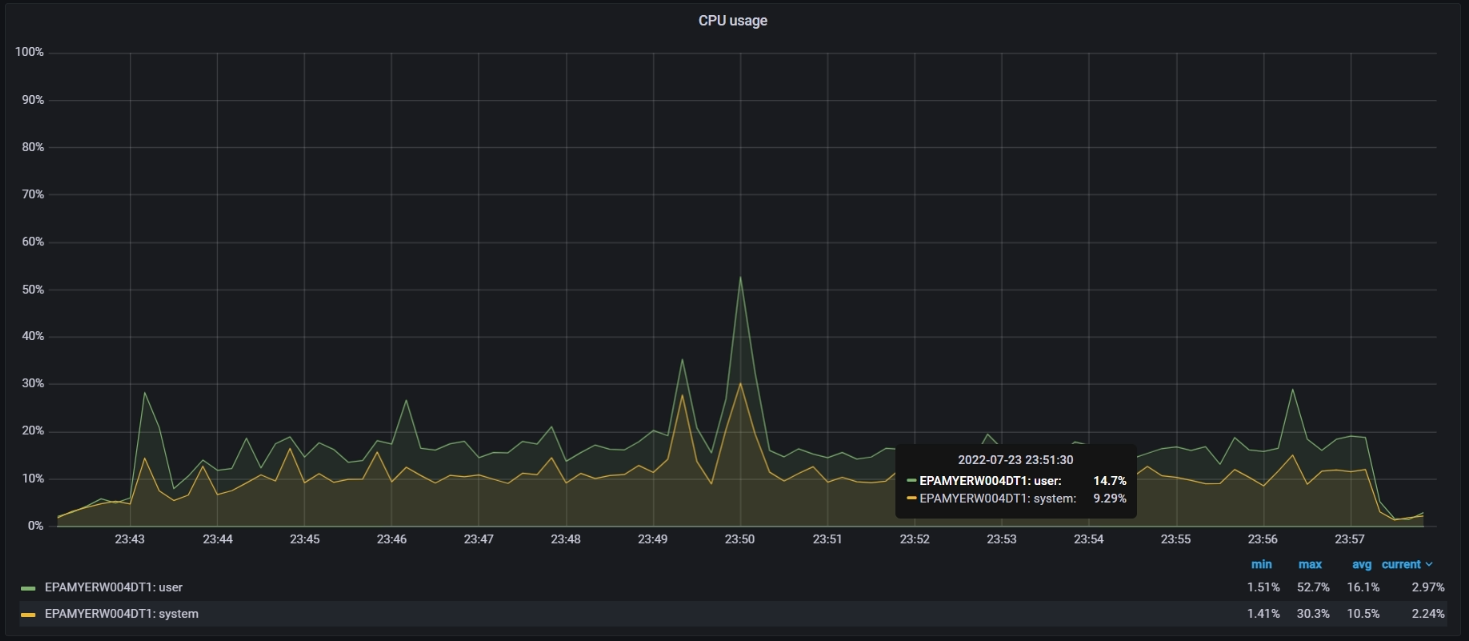 CPU usage
100%
90%
80%
70%
60%
50%
40%
30%
20%
10%
0%
2022-07-23 23:51:30
EPAMYERW004DT1: user: 14.7%
EPAMYERW004DT1: system: 9.29%
23:43 23:44 23:45 23:46 23:47 23:48 23:49 23:50 23:51 23:52 23:53 23:54 23:55 23:56 23:57
min max avg current
EPAMYERW004DT1: user 1.51% 52.7% 16.1% 2.97%
EPAMYERW004DT1: system 1.41% 30.3% 10.5% 2.24%